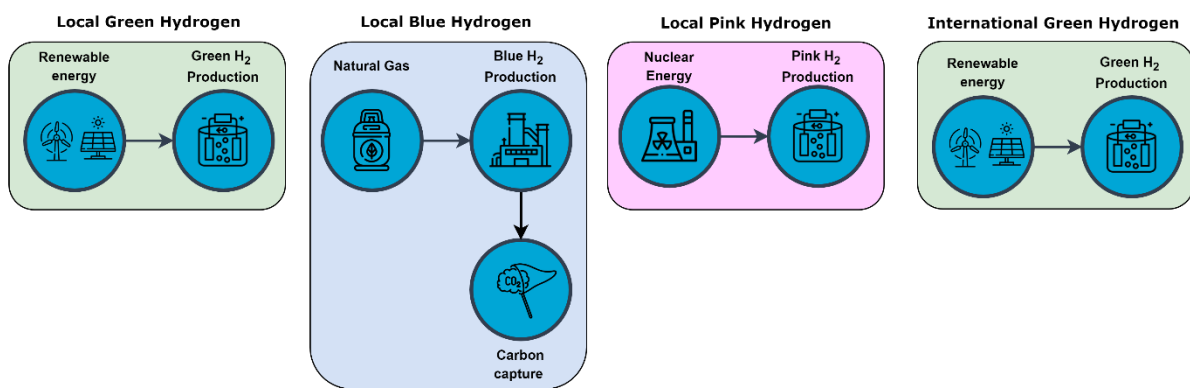 Local Green Hydrogen
Renewable
energy
Green H₂
Production
Local Blue Hydrogen
Natural Gas
Blue H₂
Production
CO₂
Carbon
capture
Local Pink Hydrogen
Nuclear
Energy
Pink H₂
Production
International Green Hydrogen
Renewable
energy
Green H₂
Production